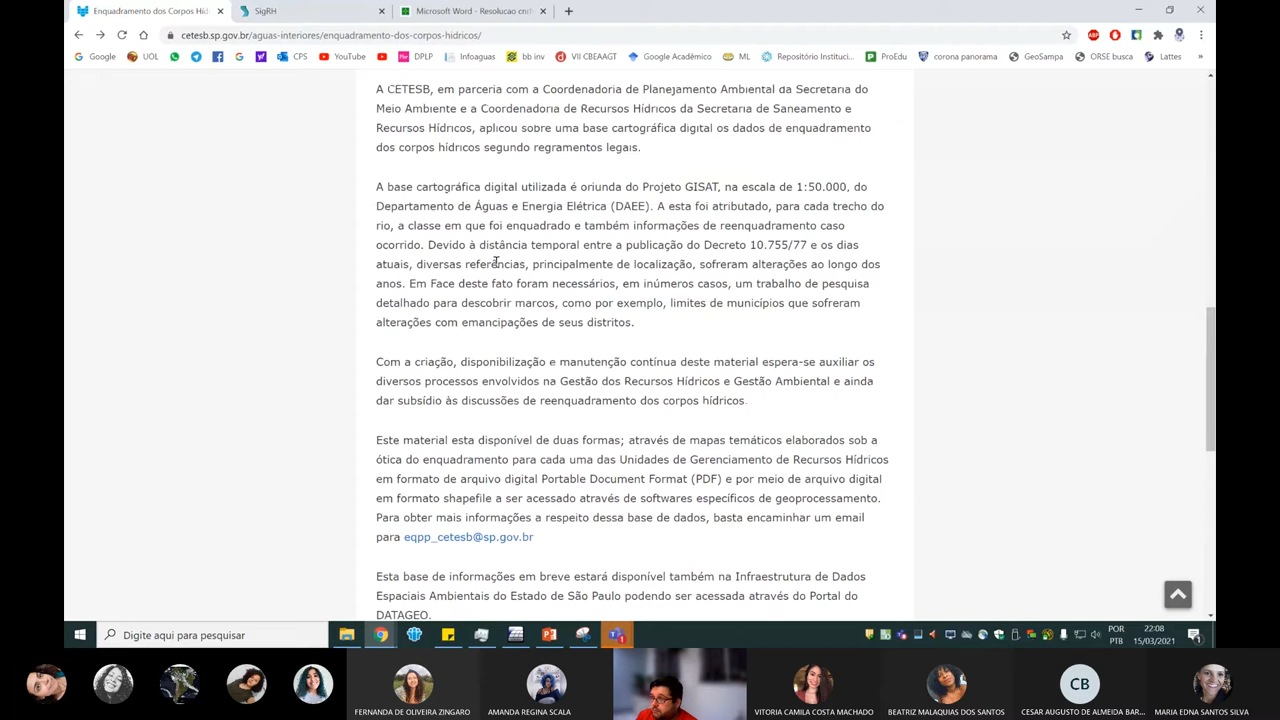 Enquadramento dos Corpos Híd
SigRH
Microsoft Word - Resolucao cnrh
cetesb.sp.gov.br/aguas-interiores/enquadramento-dos-corpos-hidricos/
Google
UOL
CPS
YouTube
DPLP
Infoaguas
bb inv
VII CBEAAGT
Google Acadêmico
ML
Repositório Instituci...
ProEdu
corona panorama
GeoSampa
ORSE busca
Lattes
A CETESB, em parceria com a Coordenadoria de Planejamento Ambiental da Secretaria do
Meio Ambiente e a Coordenadoria de Recursos Hídricos da Secretaria de Saneamento e
Recursos Hídricos, aplicou sobre uma base cartográfica digital os dados de enquadramento
dos corpos hídricos segundo regramentos legais.
A base cartográfica digital utilizada é oriunda do Projeto GISAT, na escala de 1:50.000, do
Departamento de Águas e Energia Elétrica (DAEE). A esta foi atribuido, para cada trecho do
rio, a classe em que foi enquadrado e também informações de reenquadramento caso
ocorrido. Devido à distância temporal entre a publicação do Decreto 10.755/77 e os dias
atuais, diversas referências, principalmente de localização, sofreram alterações ao longo dos
anos. Em Face deste fato foram necessários, em inúmeros casos, um trabalho de pesquisa
detalhado para descobrir marcos, como por exemplo, limites de municípios que sofreram
alterações com emancipações de seus distritos.
Com a criação, disponibilização e manutenção contínua deste material espera-se auxiliar os
diversos processos envolvidos na Gestão dos Recursos Hídricos e Gestão Ambiental e ainda
dar subsídio às discussões de reenquadramento dos corpos hídricos.
Este material esta disponível de duas formas; através de mapas temáticos elaborados sob a
ótica do enquadramento para cada uma das Unidades de Gerenciamento de Recursos Hídricos
em formato de arquivo digital Portable Document Format (PDF) e por meio de arquivo digital
em formato shapefile a ser acessado através de softwares específicos de geoprocessamento.
Para obter mais informações a respeito dessa base de dados, basta encaminhar um email
para eqpp_cetesb@sp.gov.br
Esta base de informações em breve estará disponível também na Infraestrutura de Dados
Espaciais Ambientais do Estado de São Paulo podendo ser acessada através do Portal do
DATAGEO.
Digite aqui para pesquisar
POR
PTB
22:08
15/03/2021
FERNANDA DE OLIVEIRA ZINGARO
AMANDA REGINA SCALA
VITORIA CAMILA COSTA MACHADO
BEATRIZ MALAQUIAS DOS SANTOS
CB
CESAR AUGUSTO DE ALMEIDA BAR...
MARIA EDNA SANTOS SILVA